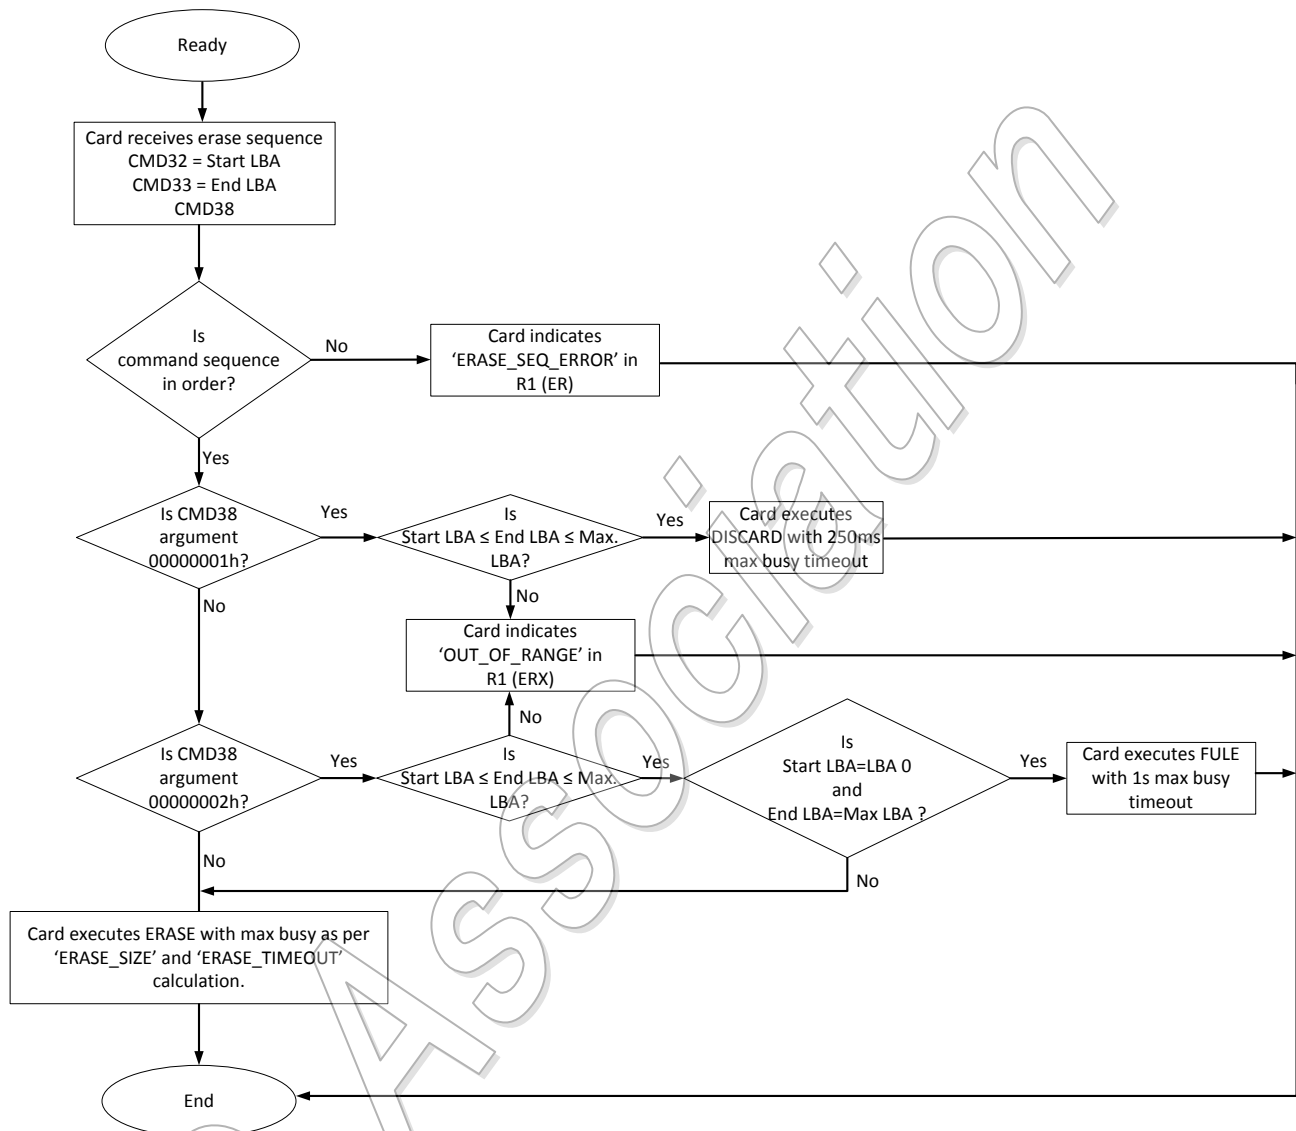 Ready
Card receives erase sequence
CMD32 = Start LBA
CMD33 = End LBA
CMD38
Is
command sequence
in order?
No
Card indicates
‘ERASE_SEQ_ERROR’ in
R1 (ER)
Yes
Is CMD38
argument
00000001h?
Yes
Is
Start LBA ≤ End LBA ≤ Max.
LBA?
Yes
Card executes
DISCARD with 250ms
max busy timeout
No
No
Card indicates
‘OUT_OF_RANGE’ in
R1 (ERX)
No
Is CMD38
argument
00000002h?
Yes
Is
Start LBA ≤ End LBA ≤ Max.
LBA?
Yes
Is
Start LBA=LBA 0
and
End LBA=Max LBA ?
Yes
Card executes FULE
with 1s max busy
timeout
No
No
Card executes ERASE with max busy as per
‘ERASE_SIZE’ and ‘ERASE_TIMEOUT’
calculation.
End
Association